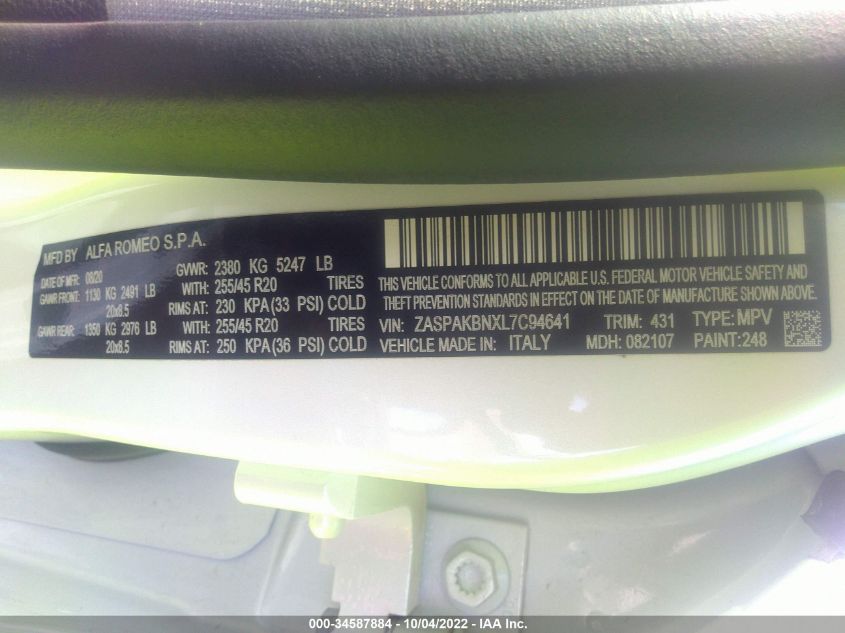 MFD BY ALFA ROMEO S.P.A.
DATE OF MFR 08/20 GVWR: 2380 KG 5247 LB
GAWR FRONT: 1130 KG 2491 LB WITH: 255/45 R20 TIRES
20x8.5 RIMS AT: 230 KPA(33 PSI) COLD
GAWR REAR: 1350 KG 2976 LB WITH: 255/45 R20 TIRES
20x8.5 RIMS AT: 250 KPA(36 PSI) COLD
THIS VEHICLE CONFORMS TO ALL APPLICABLE U.S. FEDERAL MOTOR VEHICLE SAFETY AND
THEFT PREVENTION STANDARDS IN EFFECT ON THE DATE OF MANUFACTURE SHOWN ABOVE.
VIN: ZASPAKBNXL7C94641 TRIM: 431 TYPE: MPV
VEHICLE MADE IN: ITALY MDH: 082107 PAINT:248
000-34587884 - 10/04/2022 - IAA Inc.